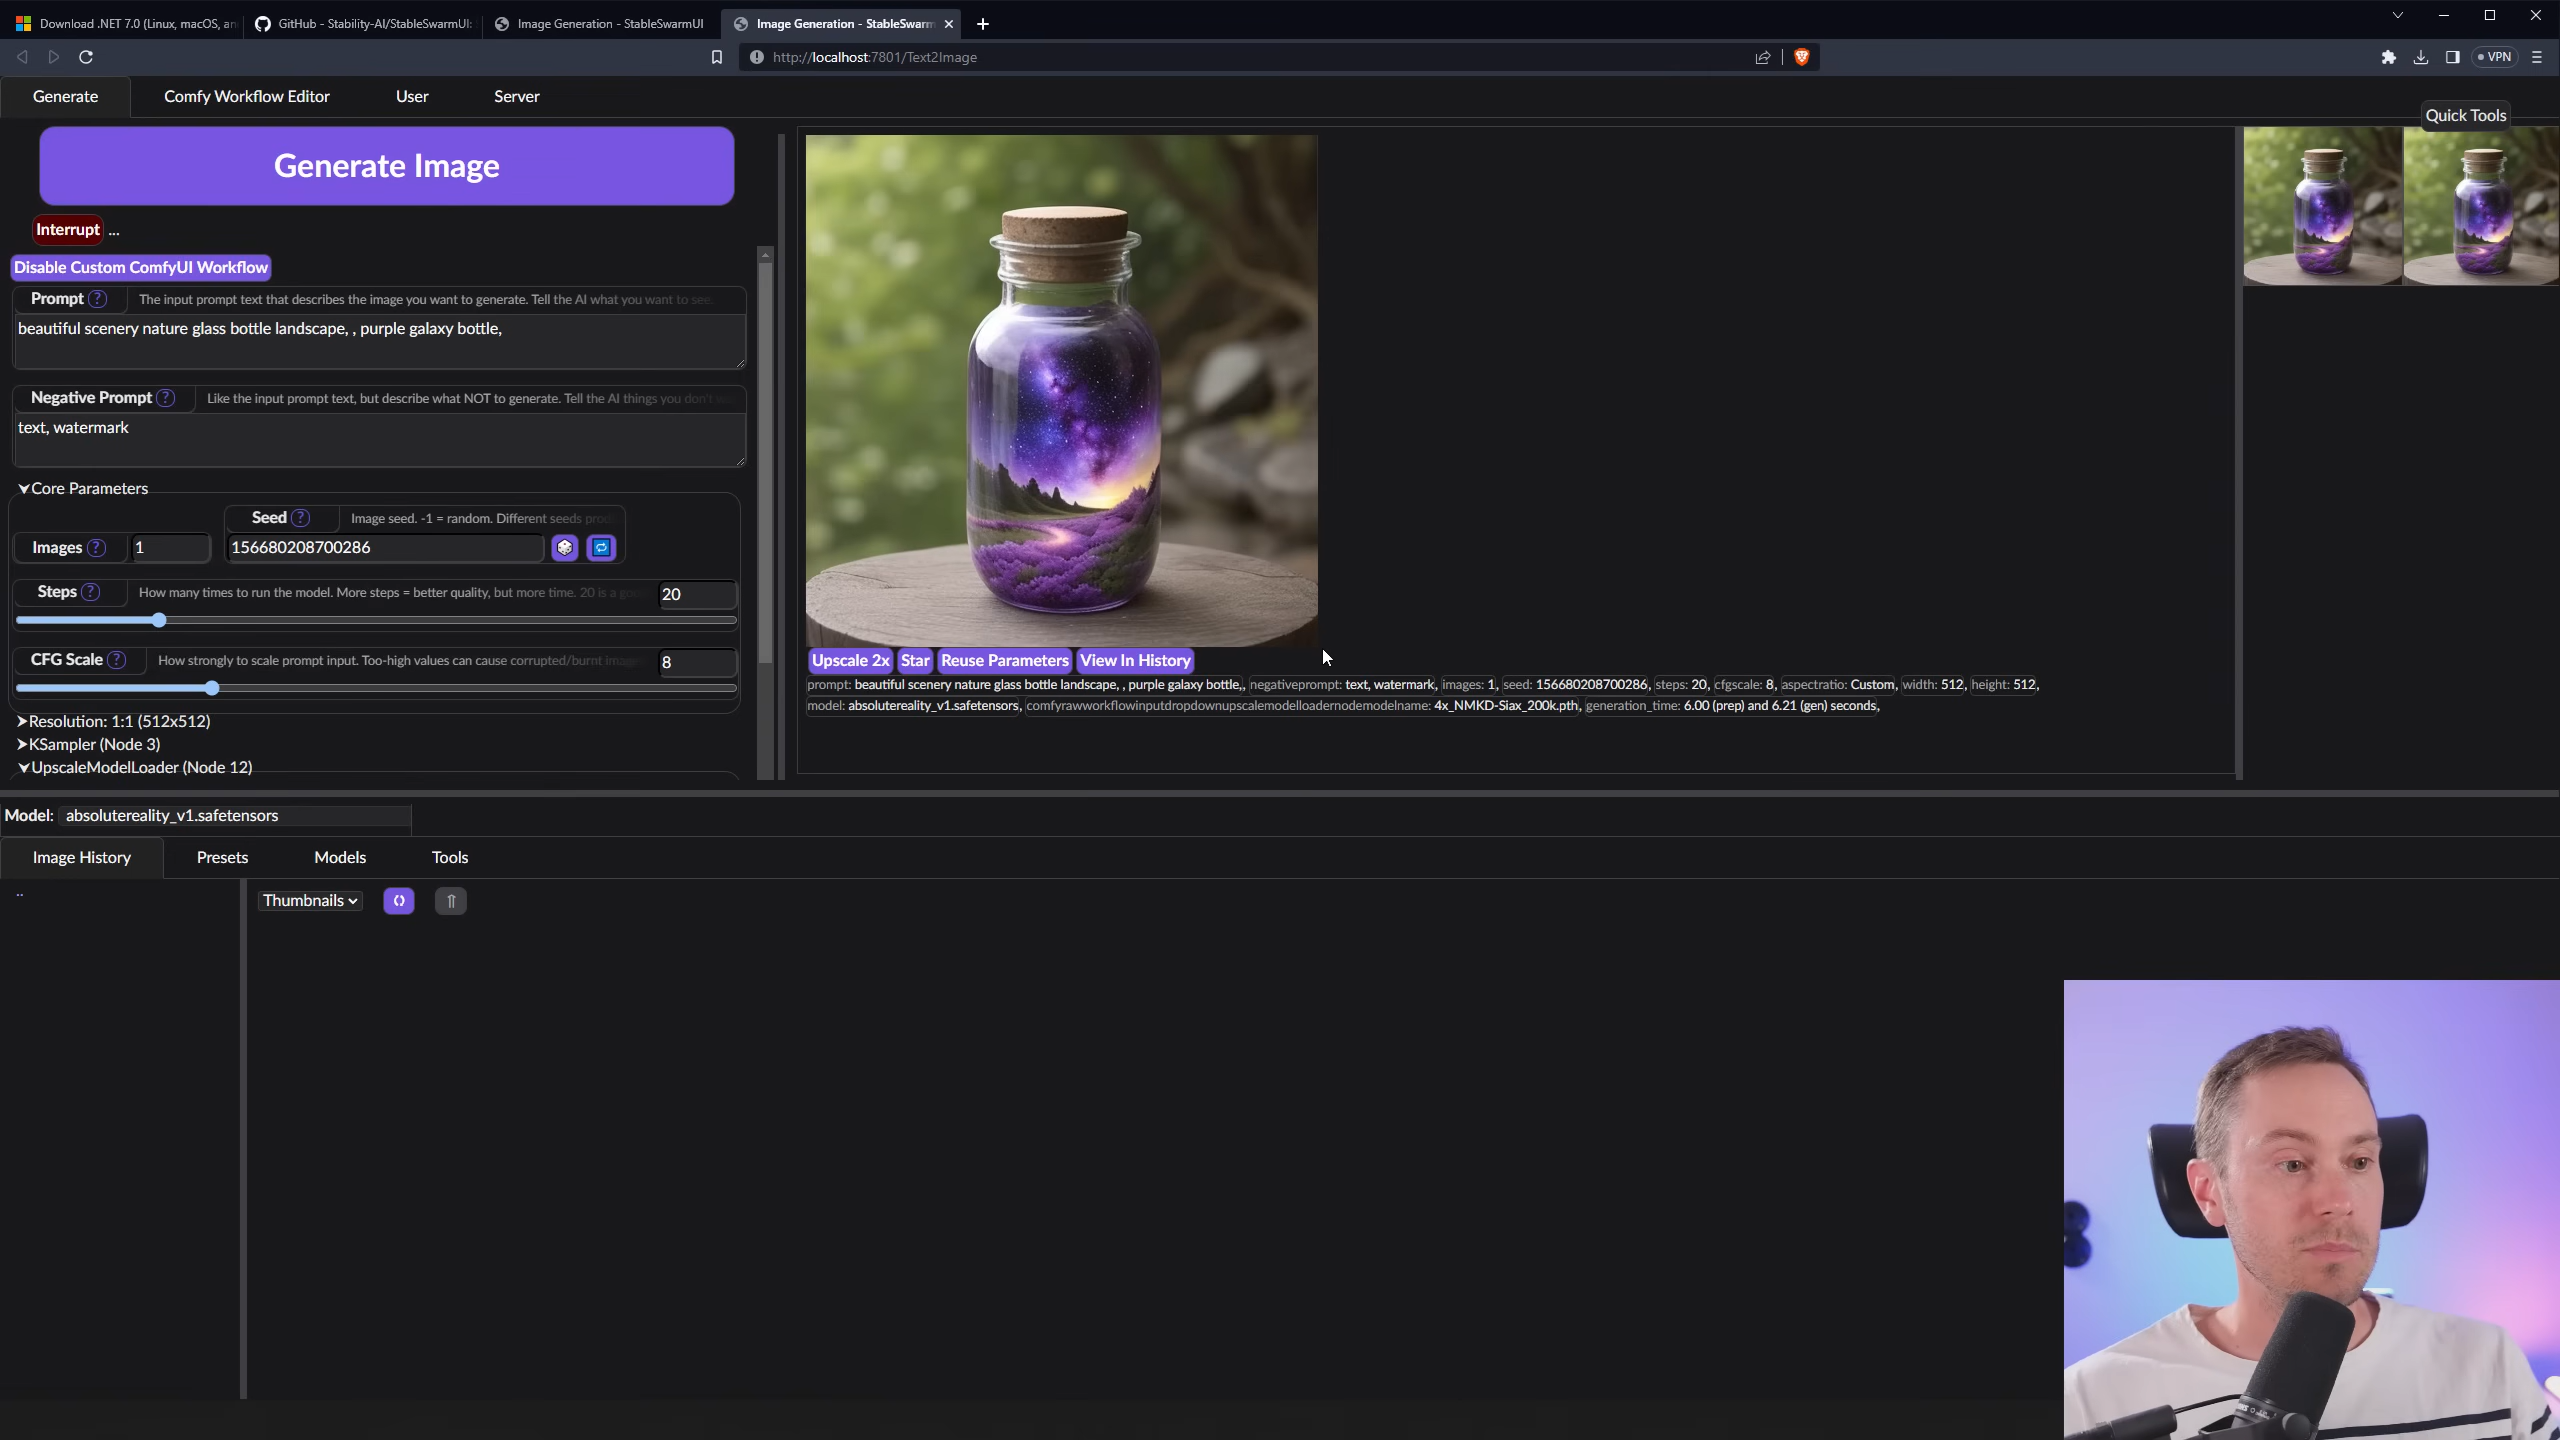 Download .NET 7.0 (Linux, macOS, an
GitHub - Stability-AI/StableSwarmUI:
Image Generation - StableSwarmUI
Image Generation - StableSwarm
http://localhost:7801/Text2Image
VPN
Generate
Comfy Workflow Editor
User
Server
Quick Tools
Generate Image
Interrupt ...
Disable Custom ComfyUI Workflow
Prompt ? The input prompt text that describes the image you want to generate. Tell the AI what you want to see.
beautiful scenery nature glass bottle landscape, , purple galaxy bottle,
Negative Prompt ? Like the input prompt text, but describe what NOT to generate. Tell the AI things you don't
text, watermark
Core Parameters
Seed ? Image seed. -1 = random. Different seeds
Images ? 1
156680208700286
Steps ? How many times to run the model. More steps = better quality, but more time. 20 is a
20
CFG Scale ? How strongly to scale prompt input. Too-high values can cause corrupted/burnt
8
Resolution: 1:1 (512x512)
KSampler (Node 3)
UpscaleModelLoader (Node 12)
Upscale 2x Star Reuse Parameters View In History
prompt: beautiful scenery nature glass bottle landscape, , purple galaxy bottle,, negativeprompt: text, watermark, images: 1, seed: 156680208700286, steps: 20, cfgscale: 8, aspectratio: Custom, width: 512, height: 512,
model: absolutereality_v1.safetensors, comfyrawworkflowinputdropdownupscalemodelloadernodemodelname: 4x_NMKD-Siax_200k.pth, generation_time: 6.00 (prep) and 6.21 (gen) seconds,
Model: absolutereality_v1.safetensors
Image History
Presets
Models
Tools
..
Thumbnails